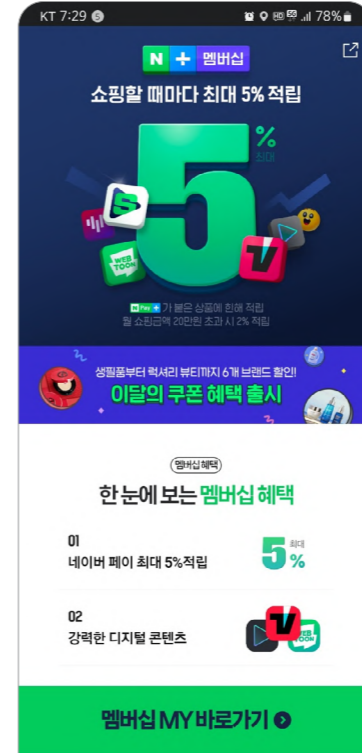 KT 7:29
78%
N + 멤버십
쇼핑할 때마다 최대 5% 적립
5%
최대
S
WEB
TOON
V
N Pay + 가 붙은 상품에 한해 적립
월 쇼핑금액 20만원 초과 시 2% 적립
생필품부터 럭셔리 뷰티까지 6개 브랜드 할인!
이달의 쿠폰 혜택 출시
멤버십혜택
한 눈에 보는 멤버십 혜택
01
네이버 페이 최대 5%적립
최대
5%
02
강력한 디지털 콘텐츠
V
멤버십 MY 바로가기